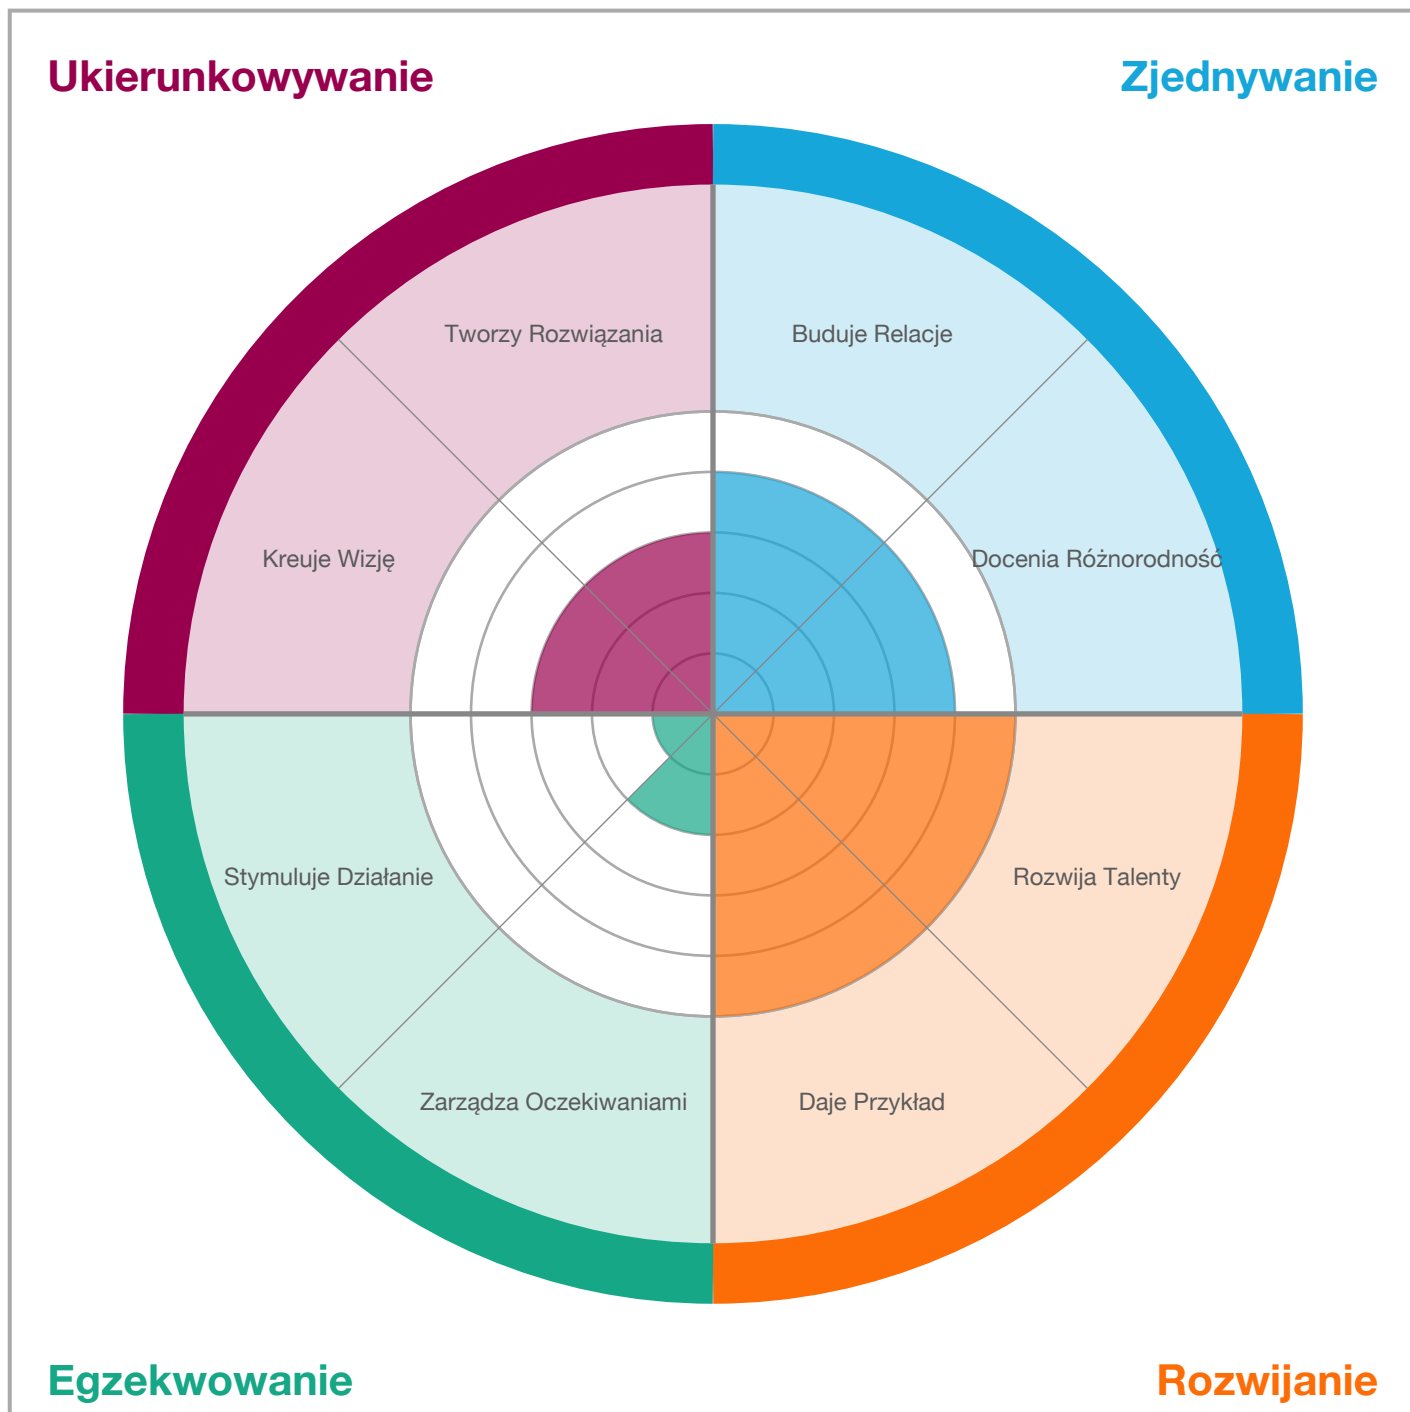 Ukierunkowywanie
Zjednywanie
Tworzy Rozwiązania
Buduje Relacje
Kreuje Wizję
Docenia Różnorodność
Stymuluje Działanie
Rozwija Talenty
Zarządza Oczekiwaniami
Daje Przykład
Egzekwowanie
Rozwijanie